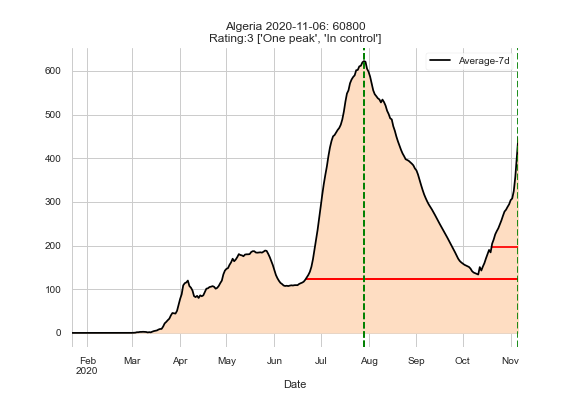 Algeria 2020-11-06: 60800
Rating:3 ['One peak', 'In control']
Average-7d
600
500
400
300
200
100
0
Feb Mar Apr May Jun Jul Aug Sep Oct Nov
2020
Date